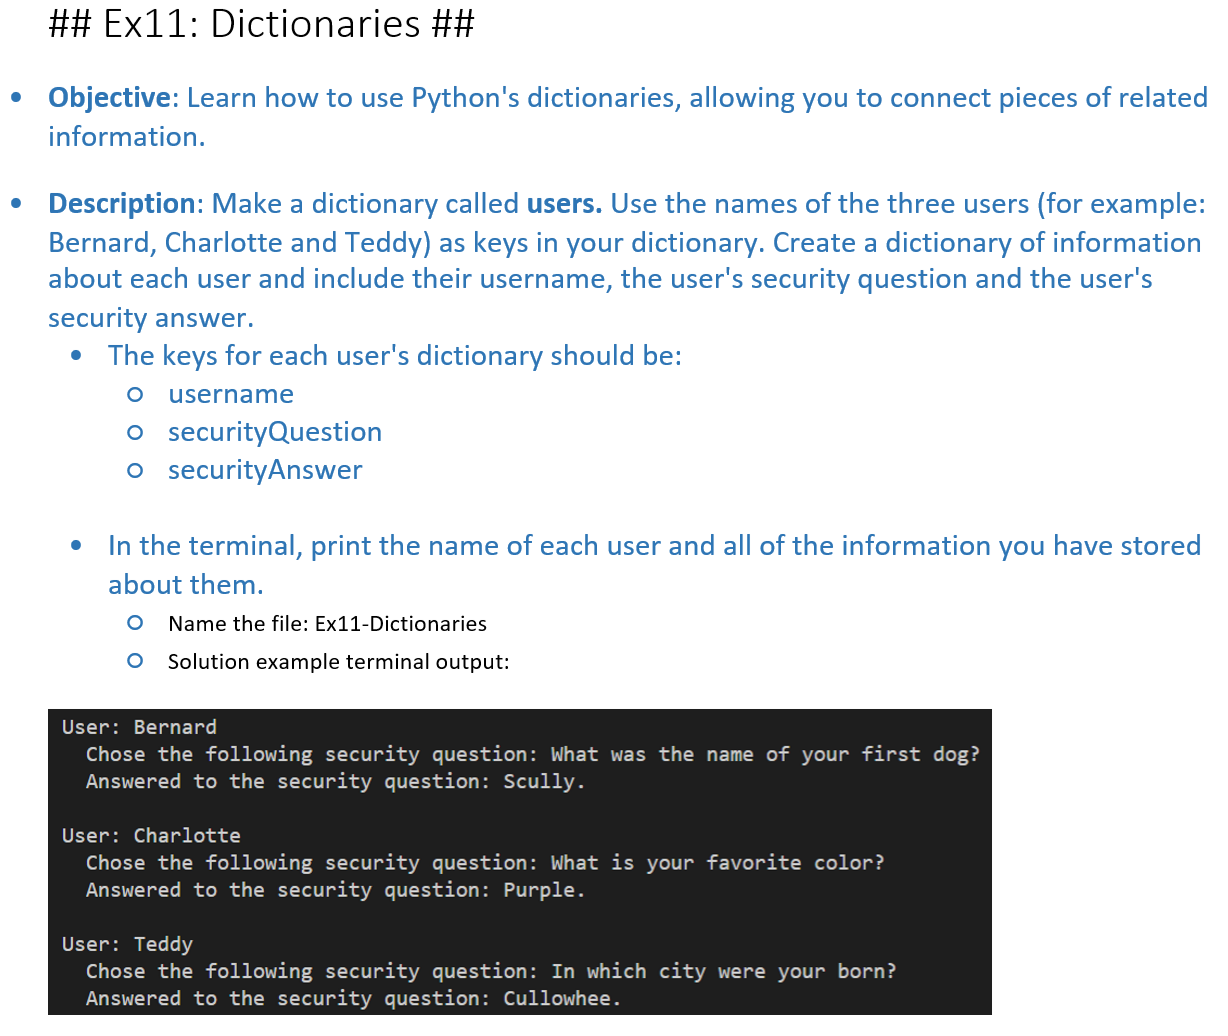 ## Ex11: Dictionaries ##
• Objective: Learn how to use Python's dictionaries, allowing you to connect pieces of related
information.
• Description: Make a dictionary called users. Use the names of the three users (for example:
Bernard, Charlotte and Teddy) as keys in your dictionary. Create a dictionary of information
about each user and include their username, the user's security question and the user's
security answer.
• The keys for each user's dictionary should be:
○ username
○ securityQuestion
○ securityAnswer
• In the terminal, print the name of each user and all of the information you have stored
about them.
○ Name the file: Ex11-Dictionaries
○ Solution example terminal output:
User: Bernard
Chose the following security question: What was the name of your first dog?
Answered to the security question: Scully.
User: Charlotte
Chose the following security question: What is your favorite color?
Answered to the security question: Purple.
User: Teddy
Chose the following security question: In which city were your born?
Answered to the security question: Cullowhee.